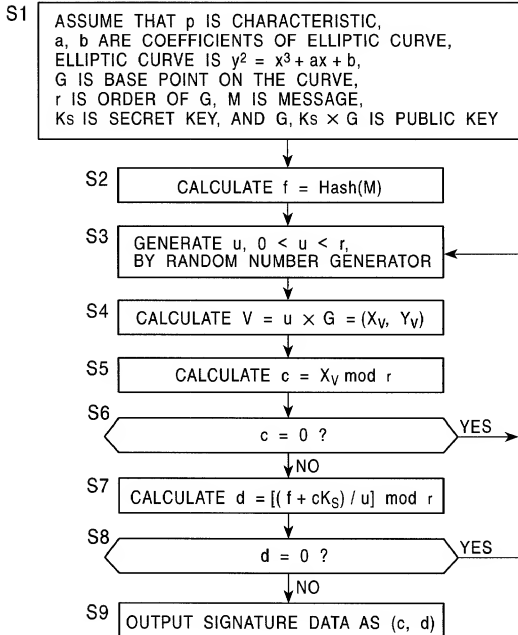 S1
ASSUME THAT p IS CHARACTERISTIC,
a, b ARE COEFFICIENTS OF ELLIPTIC CURVE,
ELLIPTIC CURVE IS y² = x³ + ax + b,
G IS BASE POINT ON THE CURVE,
r IS ORDER OF G, M IS MESSAGE,
Ks IS SECRET KEY, AND G, Ks × G IS PUBLIC KEY
S2
CALCULATE f = Hash(M)
S3
GENERATE u, 0 < u < r,
BY RANDOM NUMBER GENERATOR
S4
CALCULATE V = u × G = (Xᵥ, Yᵥ)
S5
CALCULATE c = Xᵥ mod r
S6
c = 0 ?
YES
NO
S7
CALCULATE d = [( f + cKₛ) / u] mod r
S8
d = 0 ?
YES
NO
S9
OUTPUT SIGNATURE DATA AS (c, d)